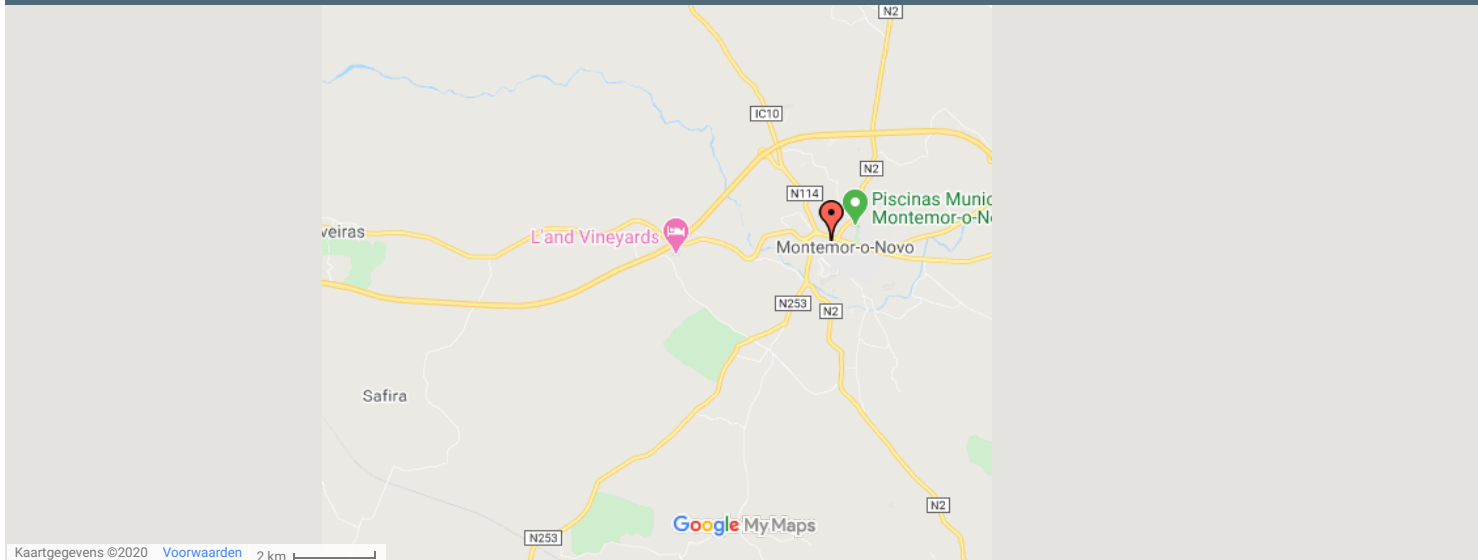 N2
IC10
N2
N114
Piscinas Munic
Montemor-o-N
veiras
L'and Vineyards
Montemor-o-Novo
N253
N2
Safira
N2
Google My Maps
N253
Kaartgegevens ©2020 Voorwaarden 2 km